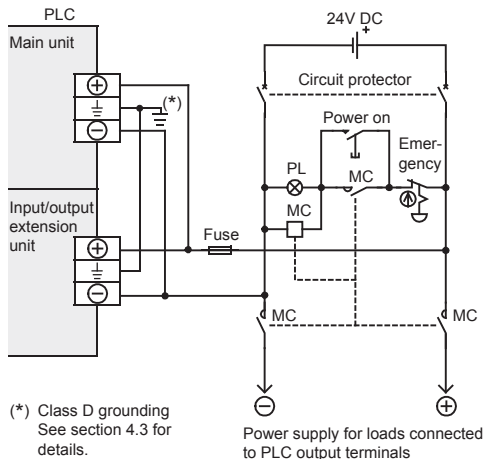 PLC
24V DC
+
Main unit
Circuit protector
(*)
Power on
Emer-
gency
PL
MC
MC
Input/output
extension
unit
Fuse
MC
MC
(*) Class D grounding
See section 4.3 for
details.
Power supply for loads connected
to PLC output terminals